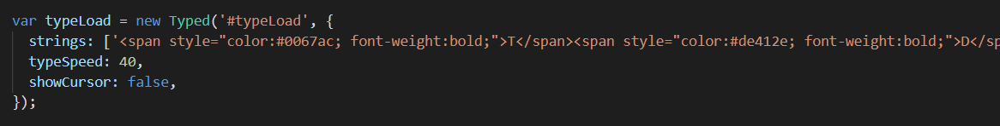 var typeLoad = new Typed('#typeLoad', {
  strings: ['<span style="color:#0067ac; font-weight:bold;">T</span><span style="color:#de412e; font-weight:bold;">D</sp
  typeSpeed: 40,
  showCursor: false,
});